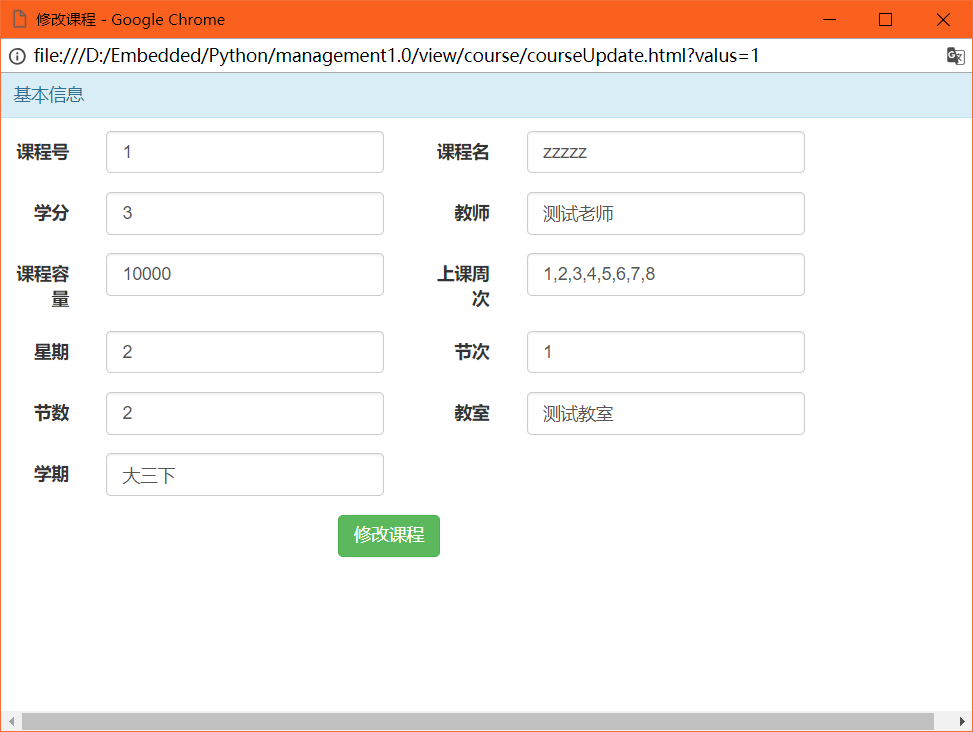 修改课程 - Google Chrome
file:///D:/Embedded/Python/management1.0/view/course/courseUpdate.html?valus=1
基本信息
课程号 1 课程名 zzzzz
学分 3 教师 测试老师
课程容量 10000 上课周次 1,2,3,4,5,6,7,8
星期 2 节次 1
节数 2 教室 测试教室
学期 大三下
修改课程